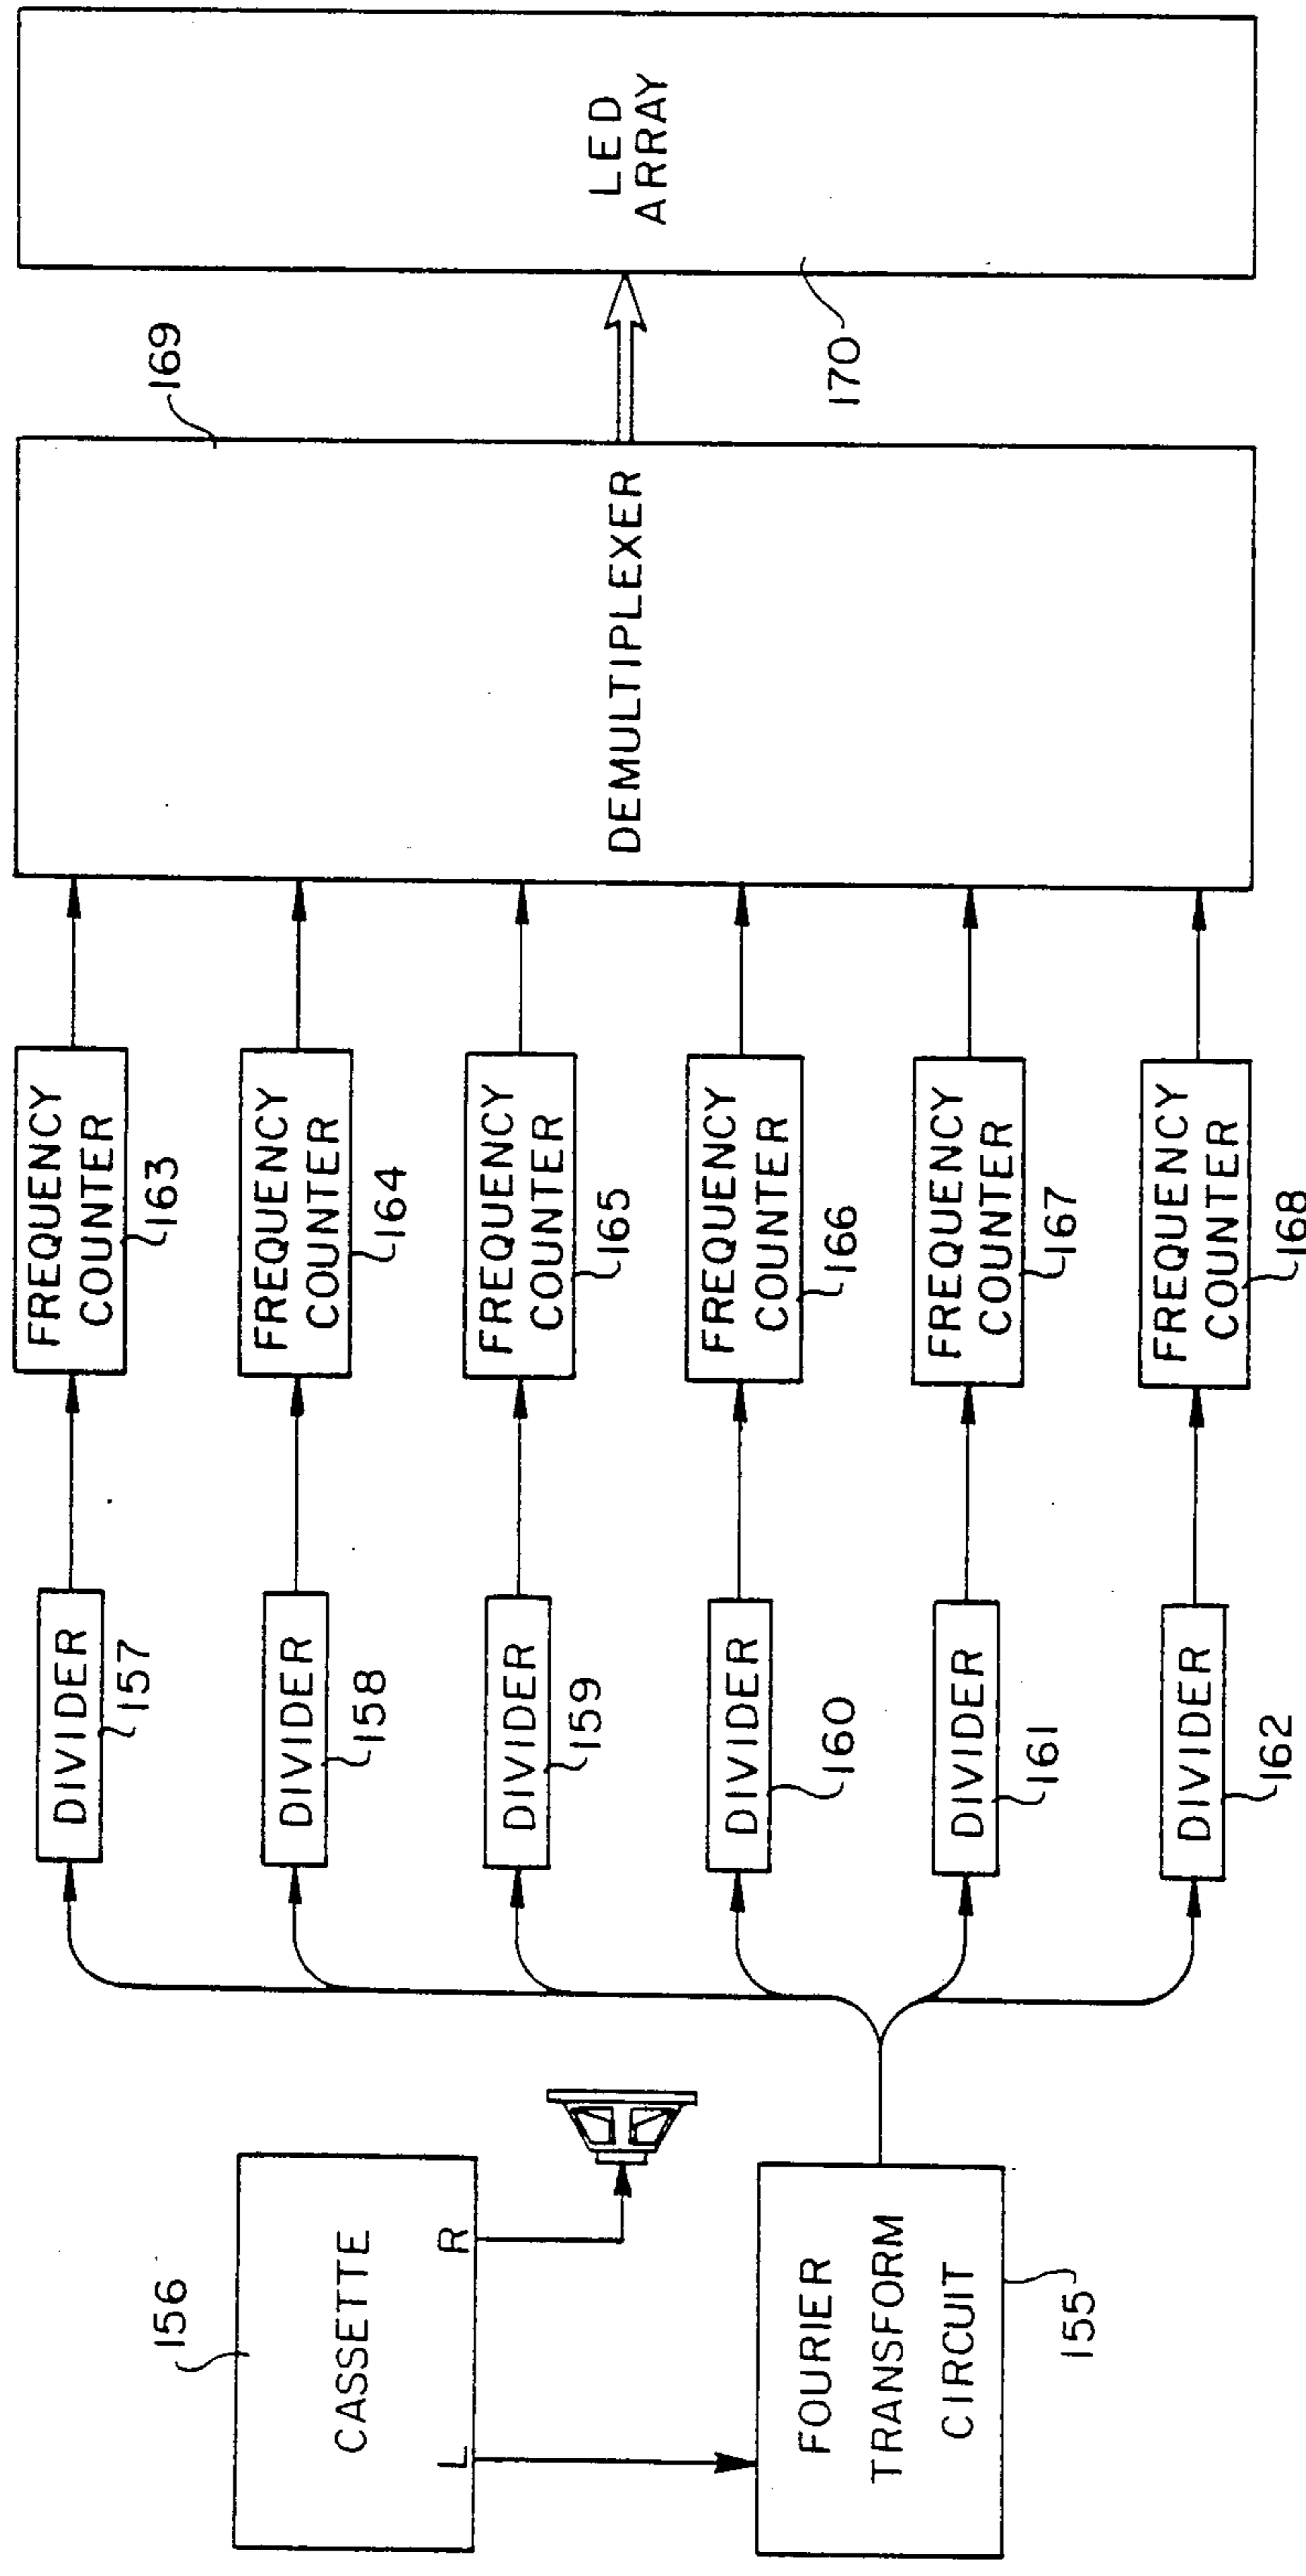 156
CASSETTE
L
R
FOURIER
TRANSFORM
CIRCUIT
155
DIVIDER
157
DIVIDER
158
DIVIDER
159
DIVIDER
160
DIVIDER
161
DIVIDER
162
FREQUENCY
COUNTER
163
FREQUENCY
COUNTER
164
FREQUENCY
COUNTER
165
FREQUENCY
COUNTER
166
FREQUENCY
COUNTER
167
FREQUENCY
COUNTER
168
DEMULTIPLEXER
169
LED
ARRAY
170